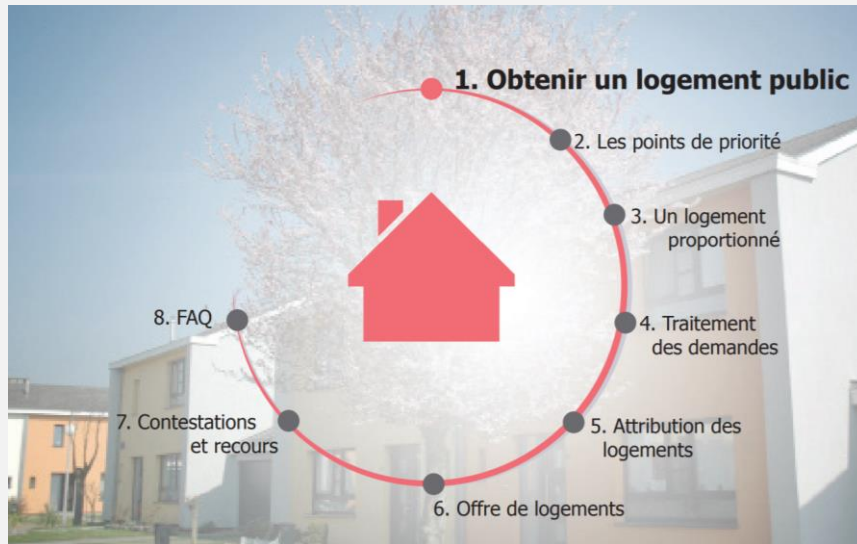 1. Obtenir un logement public
2. Les points de priorité
3. Un logement
proportionné
4. Traitement
des demandes
5. Attribution des
logements
6. Offre de logements
7. Contestations
et recours
8. FAQ